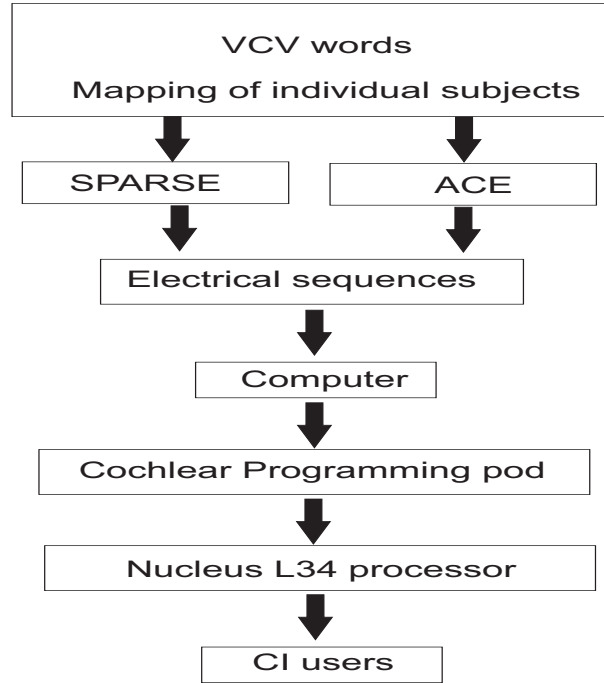 VCV words
Mapping of individual subjects
SPARSE
ACE
Electrical sequences
Computer
Cochlear Programming pod
Nucleus L34 processor
CI users